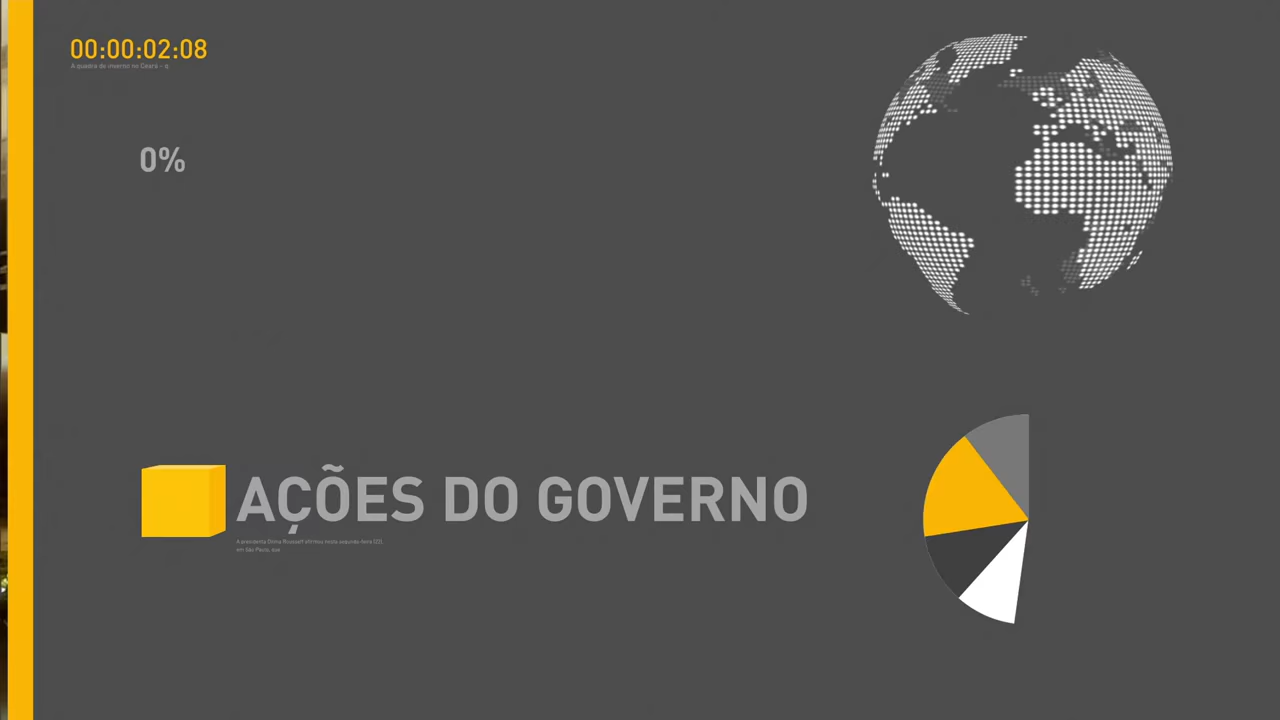 00:00:02:08
A quadra de inverno no Ceará – q
0%
AÇÕES DO GOVERNO
A presidenta Dilma Rousseff afirmou nesta segunda-feira (22),
em São Paulo, que